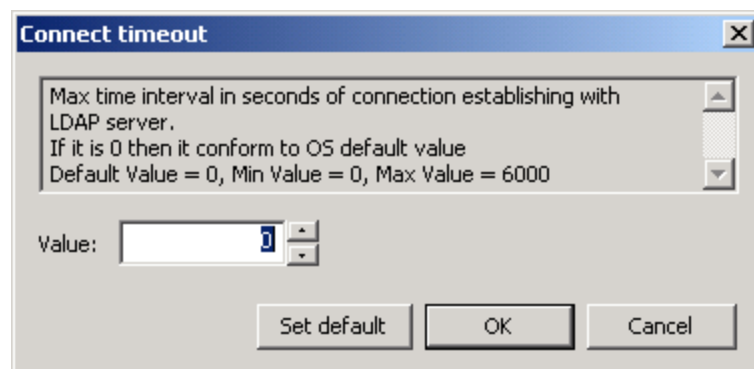 Connect timeout
Max time interval in seconds of connection establishing with
LDAP server.
If it is 0 then it conform to OS default value
Default Value = 0, Min Value = 0, Max Value = 6000
Value: 0
Set default OK Cancel